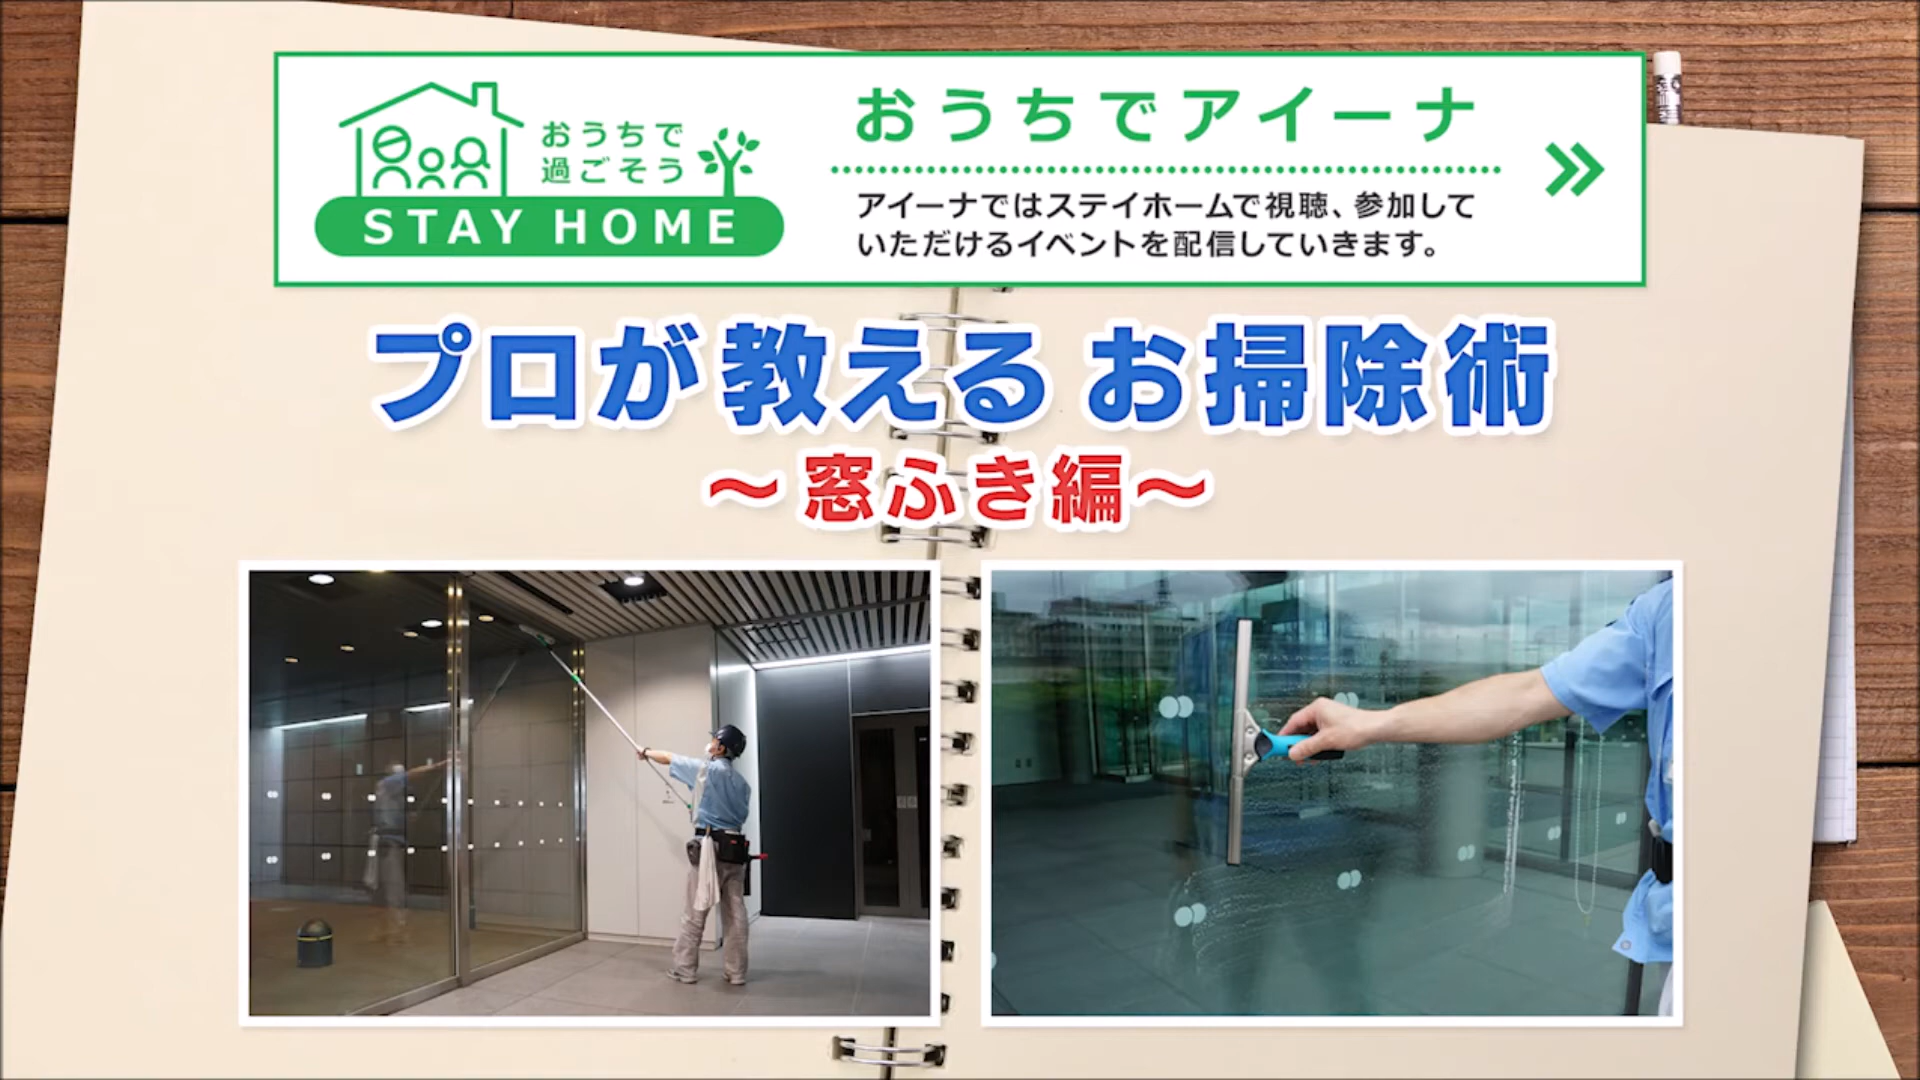 おうちで
過ごそう
STAY HOME
おうちでアイーナ
アイーナではステイホームで視聴、参加して
いただけるイベントを配信していきます。
プロが教える お掃除術
～窓ふき編～